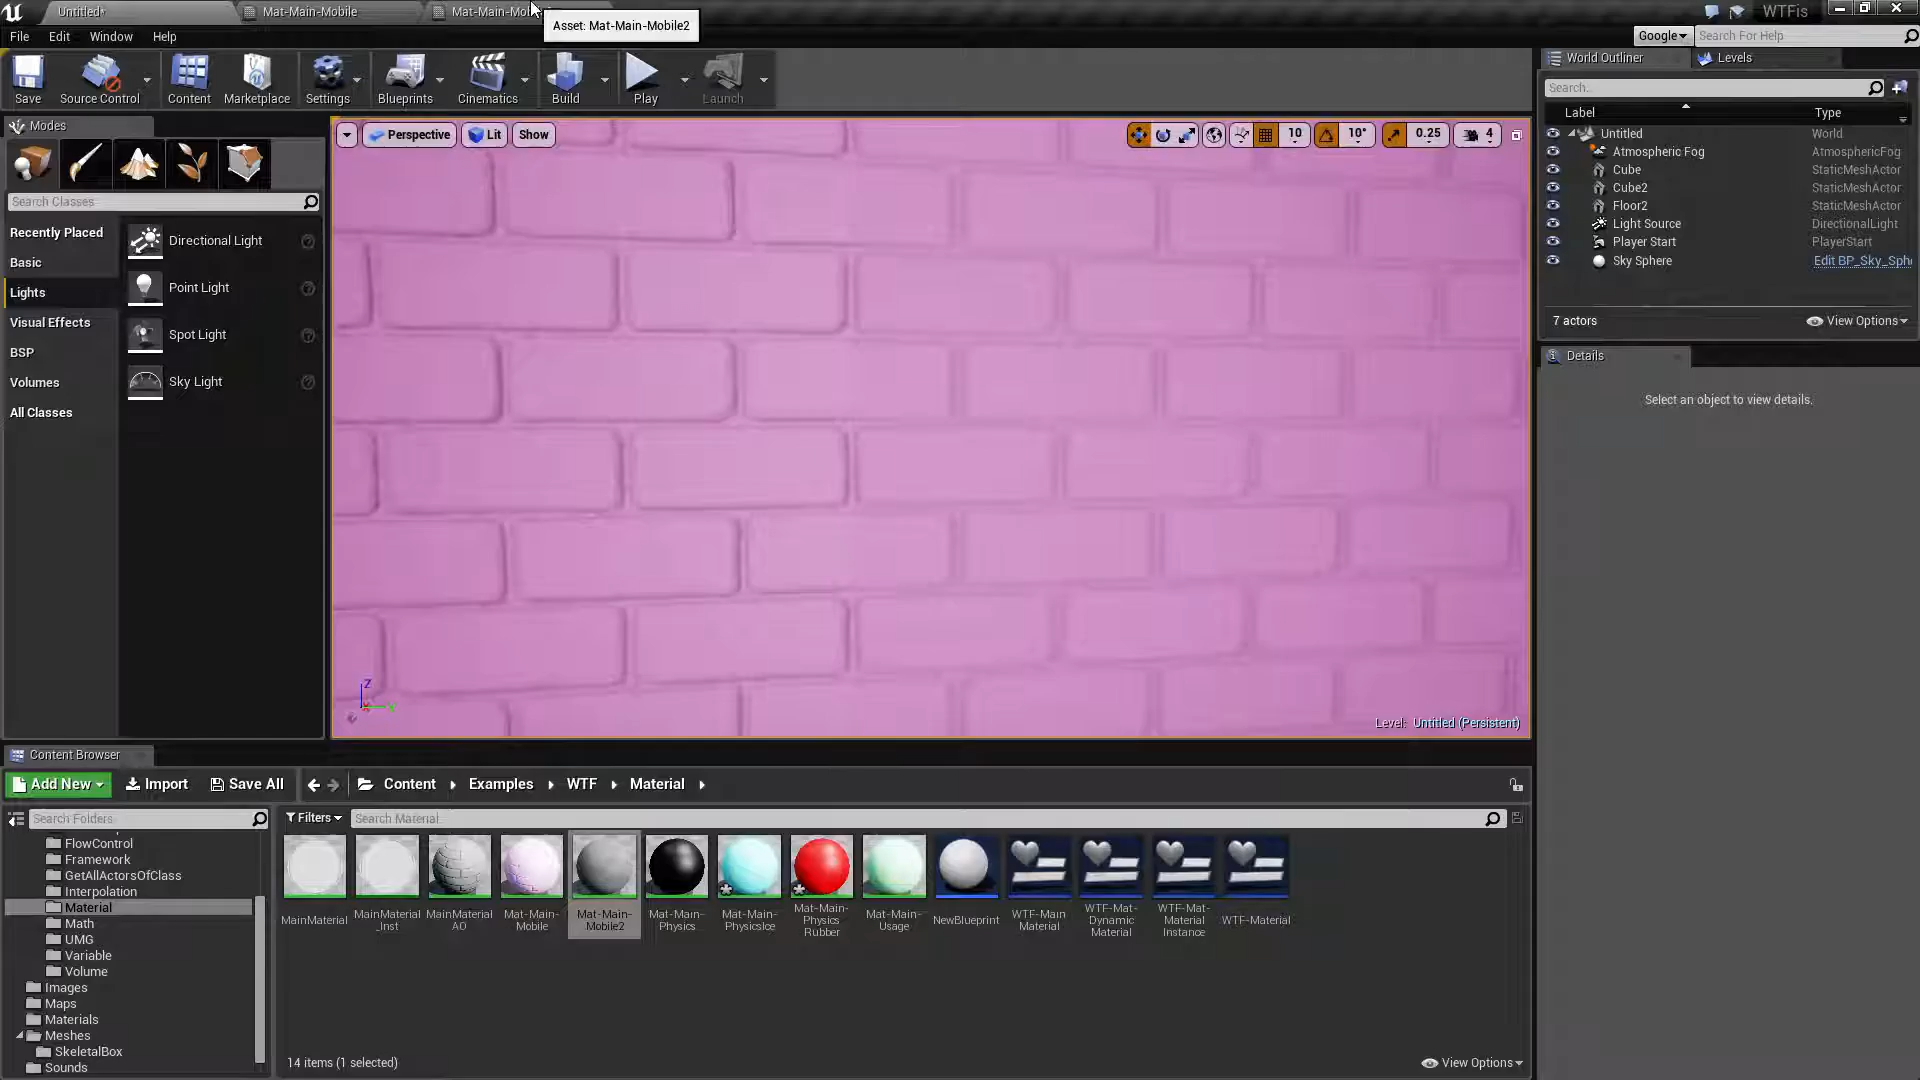 Untitled*
Mat-Main-Mobile
Mat-Main-Mobi
WTFis
Asset: Mat-Main-Mobile2
File Edit Window Help
Google Search For Help
Save Source Control Content Marketplace Settings Blueprints Cinematics Build Play Launch
World Outliner Levels
Search...
Label Type
Untitled World
Atmospheric Fog AtmosphericFog
Cube StaticMeshActor
Cube2 StaticMeshActor
Floor2 StaticMeshActor
Light Source DirectionalLight
Player Start PlayerStart
Sky Sphere Edit BP_Sky_Sph
7 actors View Options
Details
Select an object to view details.
Modes
Search Classes
Recently Placed
Basic
Lights
Visual Effects
BSP
Volumes
All Classes
Directional Light
Point Light
Spot Light
Sky Light
Perspective Lit Show
10 10° 0.25 4
Z
Level: Untitled (Persistent)
Content Browser
Add New Import Save All Content Examples WTF Material
Search Folders
Filters Search Material
FlowControl
Framework
GetAllActorsOfClass
Interpolation
Material
Math
UMG
Variable
Volume
Images
Maps
Materials
Meshes
SkeletalBox
Sounds
MainMaterial
MainMaterial
_Inst
MainMaterial
AO
Mat-Main-
Mobile
Mat-Main-
Mobile2
Mat-Main-
Physics
Mat-Main-
PhysicsIce
Mat-Main-
Physics
Rubber
Mat-Main-
Usage
NewBlueprint
WTF-Main
Material
WTF-Mat-
Dynamic
Material
WTF-Mat-
Material
Instance
WTF-Material
14 items (1 selected)
View Options